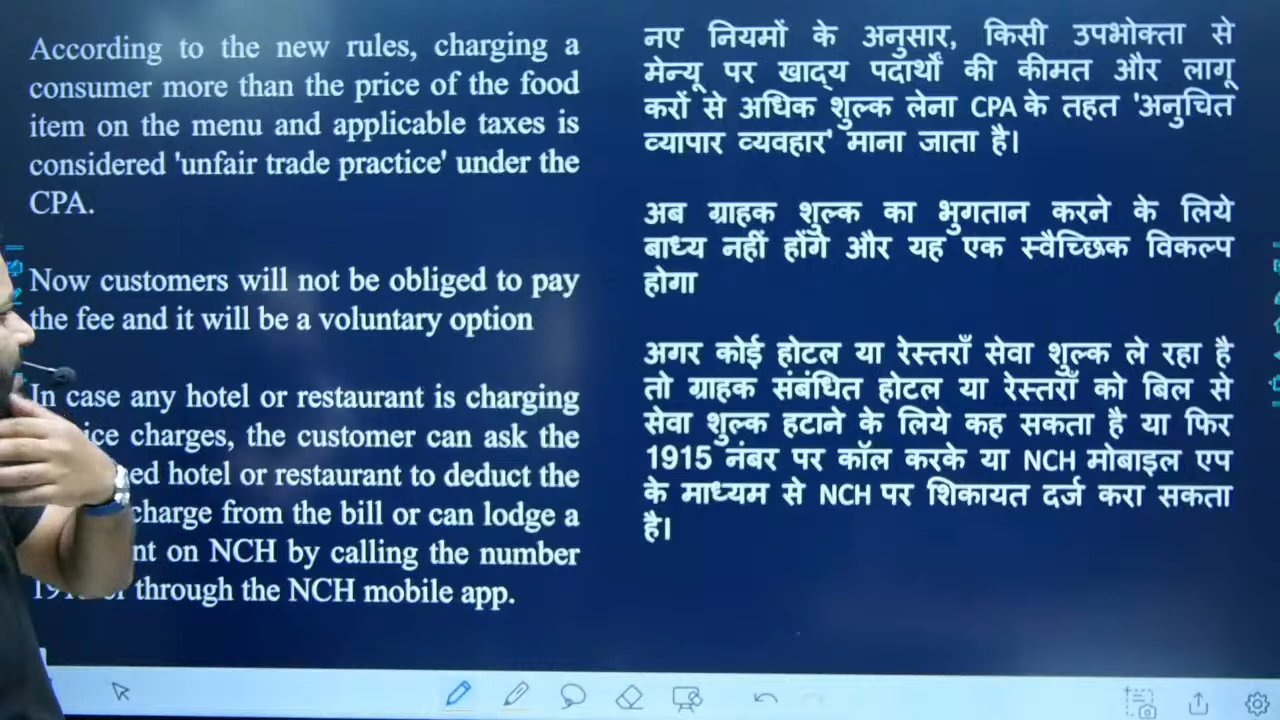 According to the new rules, charging a
consumer more than the price of the food
item on the menu and applicable taxes is
considered 'unfair trade practice' under the
CPA.
Now customers will not be obliged to pay
the fee and it will be a voluntary option
In case any hotel or restaurant is charging
charges, the customer can ask the
hotel or restaurant to deduct the
charge from the bill or can lodge a
on NCH by calling the number
through the NCH mobile app.
नए नियमों के अनुसार, किसी उपभोक्ता से
मेन्यू पर खाद्य पदार्थों की कीमत और लागू
करों से अधिक शुल्क लेना CPA के तहत 'अनुचित
व्यापार व्यवहार' माना जाता है।
अब ग्राहक शुल्क का भुगतान करने के लिये
बाध्य नहीं होंगे और यह एक स्वैच्छिक विकल्प
होगा
अगर कोई होटल या रेस्तराँ सेवा शुल्क ले रहा है
तो ग्राहक संबंधित होटल या रेस्तराँ को बिल से
सेवा शुल्क हटाने के लिये कह सकता है या फिर
1915 नंबर पर कॉल करके या NCH मोबाइल एप
के माध्यम से NCH पर शिकायत दर्ज करा सकता
है।